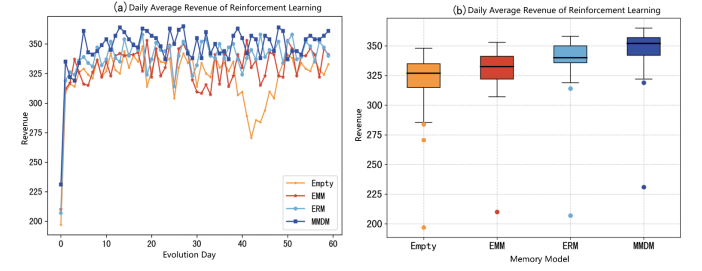 (a) Daily Average Revenue of Reinforcement Learning
350
325
300
275
250
225
200
Revenue
0
10
20
30
40
50
60
Evolution Day
Empty
EMM
ERM
MMDM
(b) Daily Average Revenue of Reinforcement Learning
350
325
300
275
250
225
200
Revenue
Empty
EMM
ERM
MMDM
Memory Model